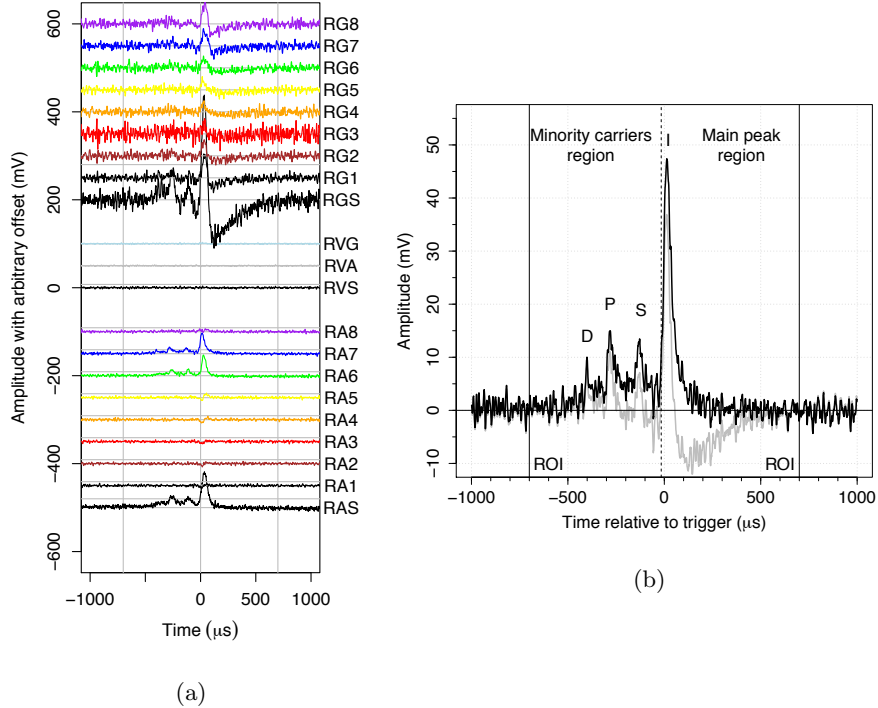 600
400
200
0
−200
−400
−600
Amplitude with arbitrary offset (mV)
RG8
RG7
RG6
RG5
RG4
RG3
RG2
RG1
RGS
RVG
RVA
RVS
RA8
RA7
RA6
RA5
RA4
RA3
RA2
RA1
RAS
−1000 0 500 1000
Time (μs)
(a)
Minority carriers region
Main peak region
I
D
P
S
50
40
30
20
10
0
−10
Amplitude (mV)
ROI
ROI
−1000 −500 0 500 1000
Time relative to trigger (μs)
(b)